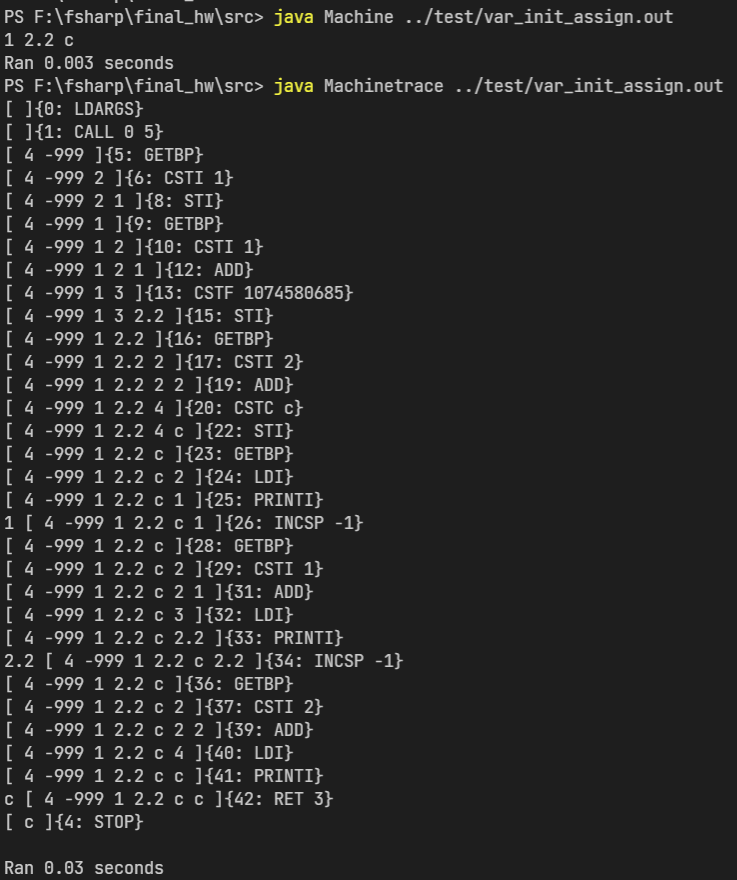 PS F:\fsharp\final_hw\src> java Machine ../test/var_init_assign.out
1 2.2 c
Ran 0.003 seconds
PS F:\fsharp\final_hw\src> java Machinetrace ../test/var_init_assign.out
[ ]{0: LDARGS}
[ ]{1: CALL 0 5}
[ 4 -999 ]{5: GETBP}
[ 4 -999 2 ]{6: CSTI 1}
[ 4 -999 2 1 ]{8: STI}
[ 4 -999 1 ]{9: GETBP}
[ 4 -999 1 2 ]{10: CSTI 1}
[ 4 -999 1 2 1 ]{12: ADD}
[ 4 -999 1 3 ]{13: CSTF 1074580685}
[ 4 -999 1 3 2.2 ]{15: STI}
[ 4 -999 1 2.2 ]{16: GETBP}
[ 4 -999 1 2.2 2 ]{17: CSTI 2}
[ 4 -999 1 2.2 2 2 ]{19: ADD}
[ 4 -999 1 2.2 4 ]{20: CSTC c}
[ 4 -999 1 2.2 4 c ]{22: STI}
[ 4 -999 1 2.2 c ]{23: GETBP}
[ 4 -999 1 2.2 c 2 ]{24: LDI}
[ 4 -999 1 2.2 c 1 ]{25: PRINTI}
1 [ 4 -999 1 2.2 c 1 ]{26: INCSP -1}
[ 4 -999 1 2.2 c ]{28: GETBP}
[ 4 -999 1 2.2 c 2 ]{29: CSTI 1}
[ 4 -999 1 2.2 c 2 1 ]{31: ADD}
[ 4 -999 1 2.2 c 3 ]{32: LDI}
[ 4 -999 1 2.2 c 2.2 ]{33: PRINTI}
2.2 [ 4 -999 1 2.2 c 2.2 ]{34: INCSP -1}
[ 4 -999 1 2.2 c ]{36: GETBP}
[ 4 -999 1 2.2 c 2 ]{37: CSTI 2}
[ 4 -999 1 2.2 c 2 2 ]{39: ADD}
[ 4 -999 1 2.2 c 4 ]{40: LDI}
[ 4 -999 1 2.2 c c ]{41: PRINTI}
c [ 4 -999 1 2.2 c c ]{42: RET 3}
[ c ]{4: STOP}
Ran 0.03 seconds